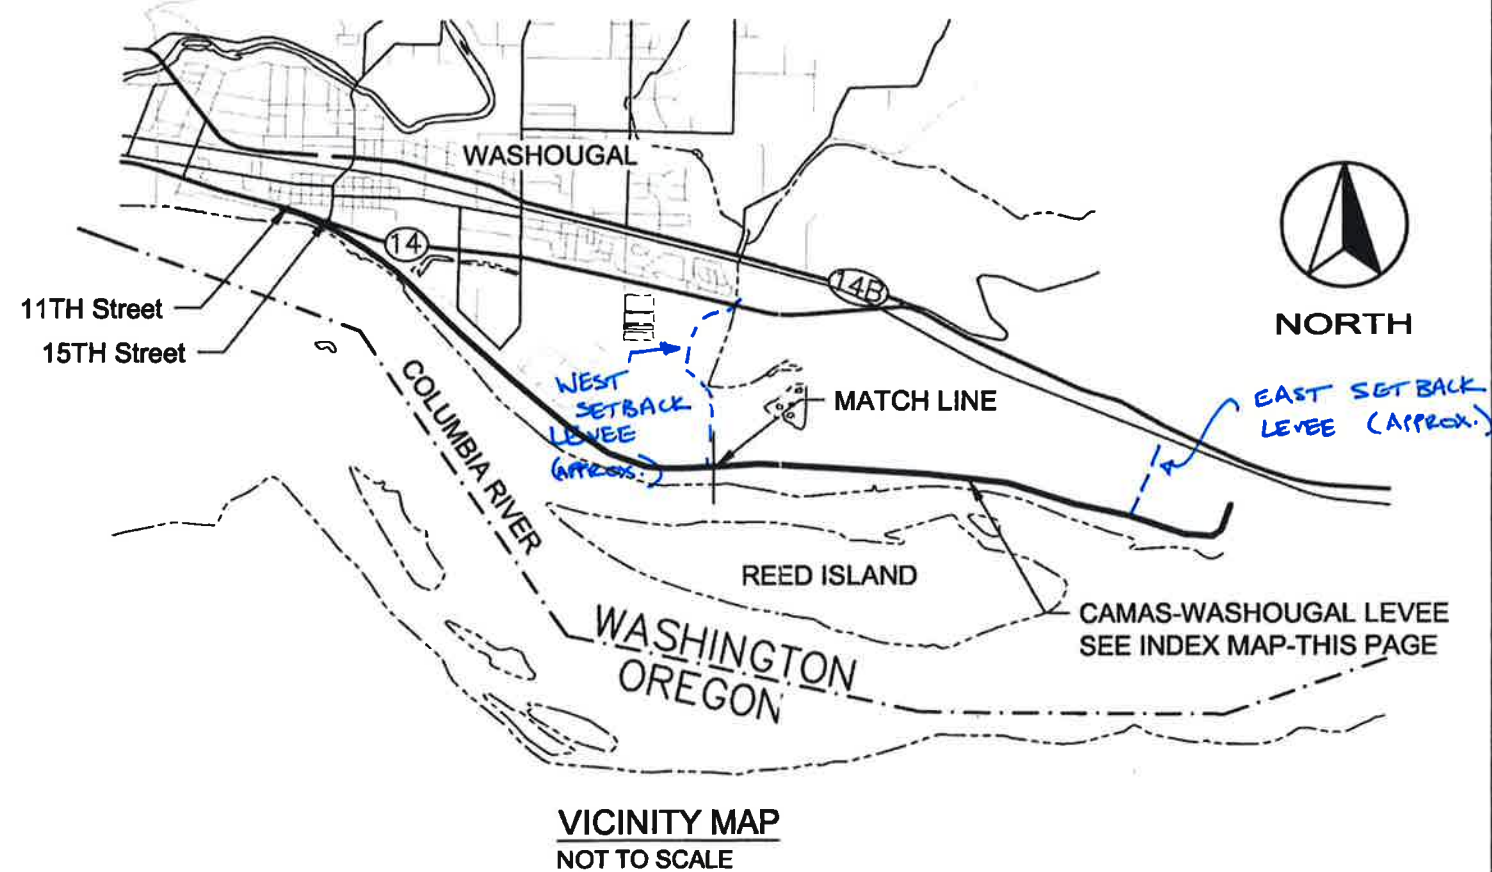 WASHOUGAL
14
14B
11TH Street
15TH Street
NORTH
COLUMBIA RIVER
WEST
SETBACK
LEVEE
(APPROX.)
MATCH LINE
EAST SETBACK
LEVEE (APPROX.)
REED ISLAND
CAMAS-WASHOUGAL LEVEE
SEE INDEX MAP-THIS PAGE
WASHINGTON
OREGON
VICINITY MAP
NOT TO SCALE